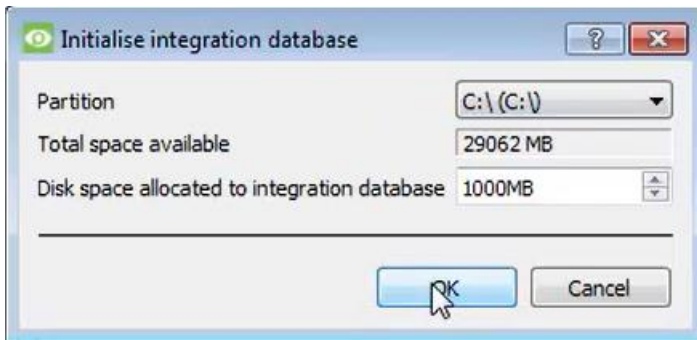 Initialise integration database
Partition C:\ (C:\)
Total space available 29062 MB
Disk space allocated to integration database 1000MB
OK Cancel